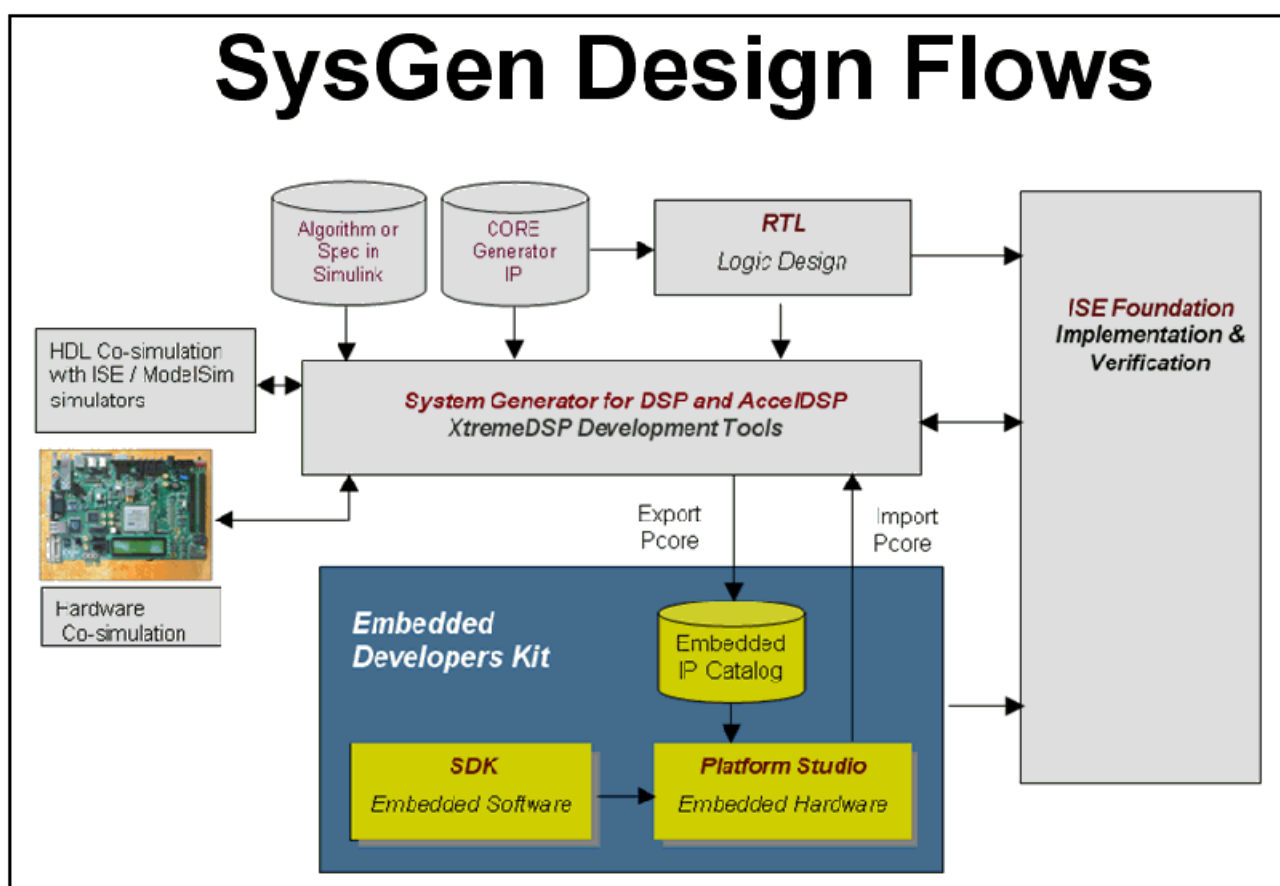 SysGen Design Flows
Algorithm or
Spec in
Simulink
CORE
Generator
IP
RTL
Logic Design
ISE Foundation
Implementation &
Verification
HDL Co-simulation
wth ISE / ModelSim
simulators
System Generator for DSP and AccelDSP
XtremeDSP Development Tools
Export
Pcore
Import
Pcore
Hardware
Co-simulation
Embedded
Developers Kit
Embedded
IP Catalog
SDK
Embedded Software
Platform Studio
Embedded Hardware